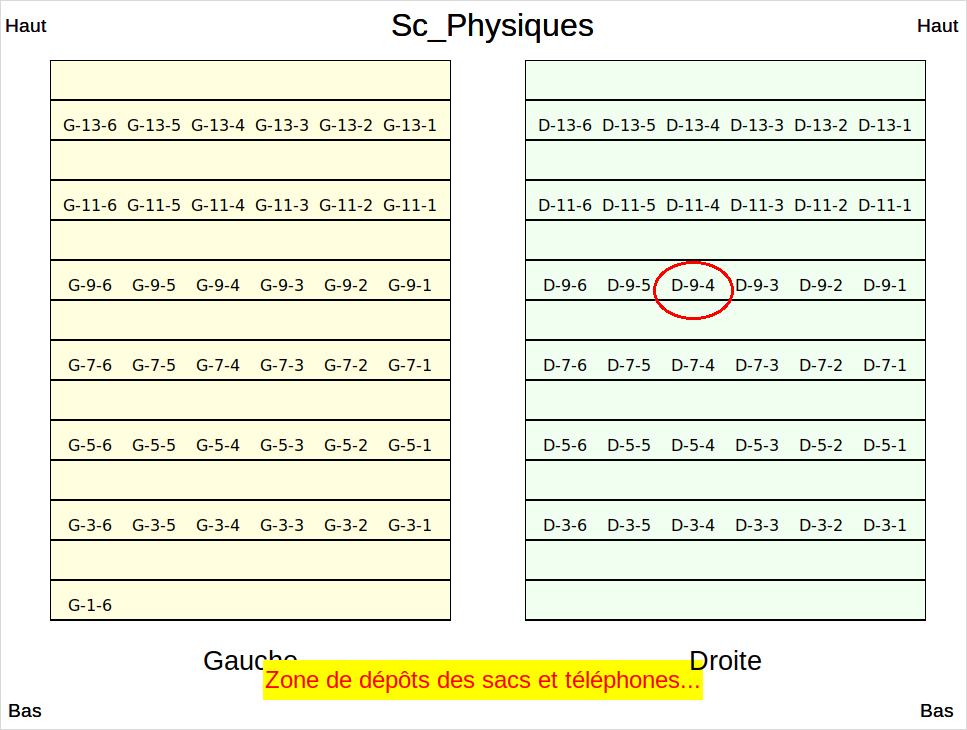 Haut Sc_Physiques Haut
G-13-6 G-13-5 G-13-4 G-13-3 G-13-2 G-13-1 D-13-6 D-13-5 D-13-4 D-13-3 D-13-2 D-13-1
G-11-6 G-11-5 G-11-4 G-11-3 G-11-2 G-11-1 D-11-6 D-11-5 D-11-4 D-11-3 D-11-2 D-11-1
G-9-6 G-9-5 G-9-4 G-9-3 G-9-2 G-9-1 D-9-6 D-9-5 D-9-4 D-9-3 D-9-2 D-9-1
G-7-6 G-7-5 G-7-4 G-7-3 G-7-2 G-7-1 D-7-6 D-7-5 D-7-4 D-7-3 D-7-2 D-7-1
G-5-6 G-5-5 G-5-4 G-5-3 G-5-2 G-5-1 D-5-6 D-5-5 D-5-4 D-5-3 D-5-2 D-5-1
G-3-6 G-3-5 G-3-4 G-3-3 G-3-2 G-3-1 D-3-6 D-3-5 D-3-4 D-3-3 D-3-2 D-3-1
G-1-6
Gauche Droite
Zone de dépôts des sacs et téléphones...
Bas Bas